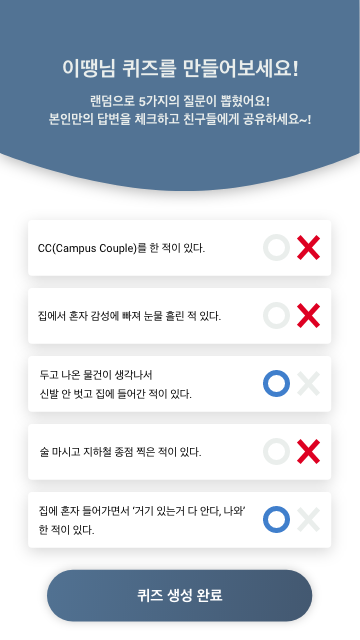 이땡님 퀴즈를 만들어보세요!
랜덤으로 5가지의 질문이 뽑혔어요!
본인만의 답변을 체크하고 친구들에게 공유하세요~!
CC(Campus Couple)를 한 적이 있다.
집에서 혼자 감성에 빠져 눈물 흘린 적 있다.
두고 나온 물건이 생각나서
신발 안 벗고 집에 들어간 적이 있다.
술 마시고 지하철 종점 찍은 적이 있다.
집에 혼자 들어가면서 '거기 있는거 다 안다, 나와'
한 적이 있다.
퀴즈 생성 완료